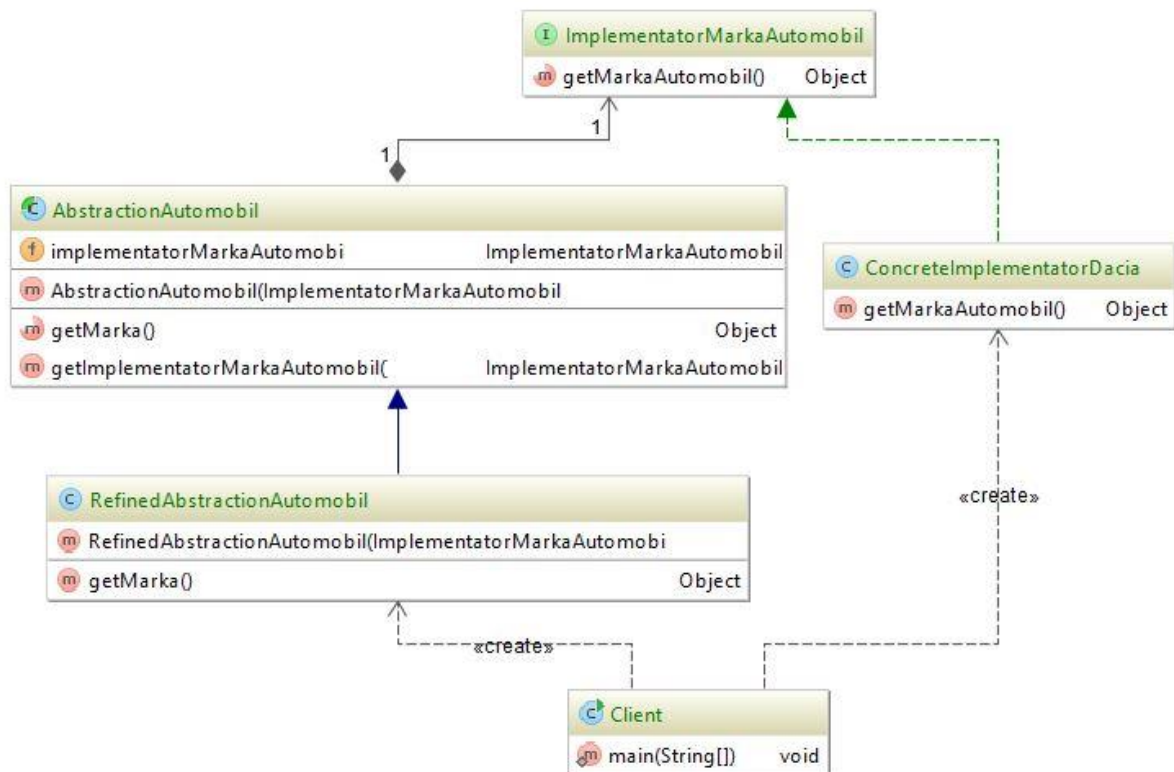 ImplementatorMarkaAutomobil
getMarkaAutomobil() Object
1
1
AbstractionAutomobil
implementatorMarkaAutomobi ImplementatorMarkaAutomobil
AbstractionAutomobil(ImplementatorMarkaAutomobil
getMarka() Object
getImplementatorMarkaAutomobil( ImplementatorMarkaAutomobil
ConcreteImplementatorDacia
getMarkaAutomobil() Object
RefinedAbstractionAutomobil
RefinedAbstractionAutomobil(ImplementatorMarkaAutomobi
getMarka() Object
«create»
«create»
Client
main(String[]) void